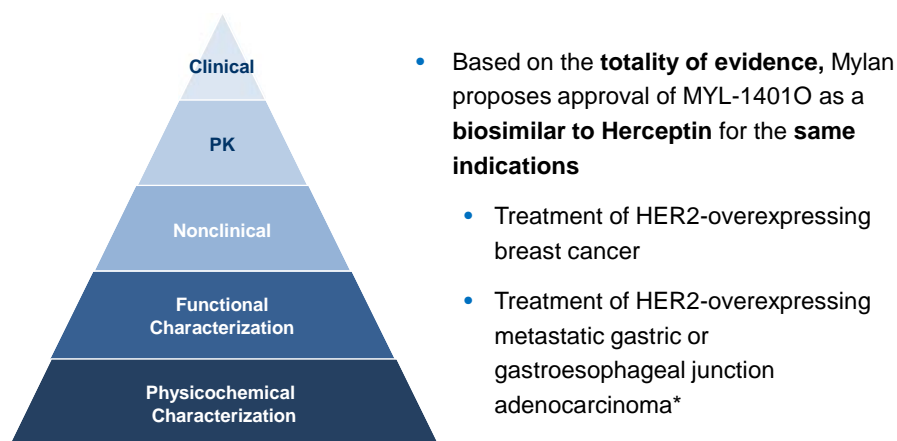 Clinical
PK
Nonclinical
Functional
Characterization
Physicochemical
Characterization
• Based on the totality of evidence, Mylan
proposes approval of MYL-1401O as a
biosimilar to Herceptin for the same
indications
• Treatment of HER2-overexpressing
breast cancer
• Treatment of HER2-overexpressing
metastatic gastric or
gastroesophageal junction
adenocarcinoma*